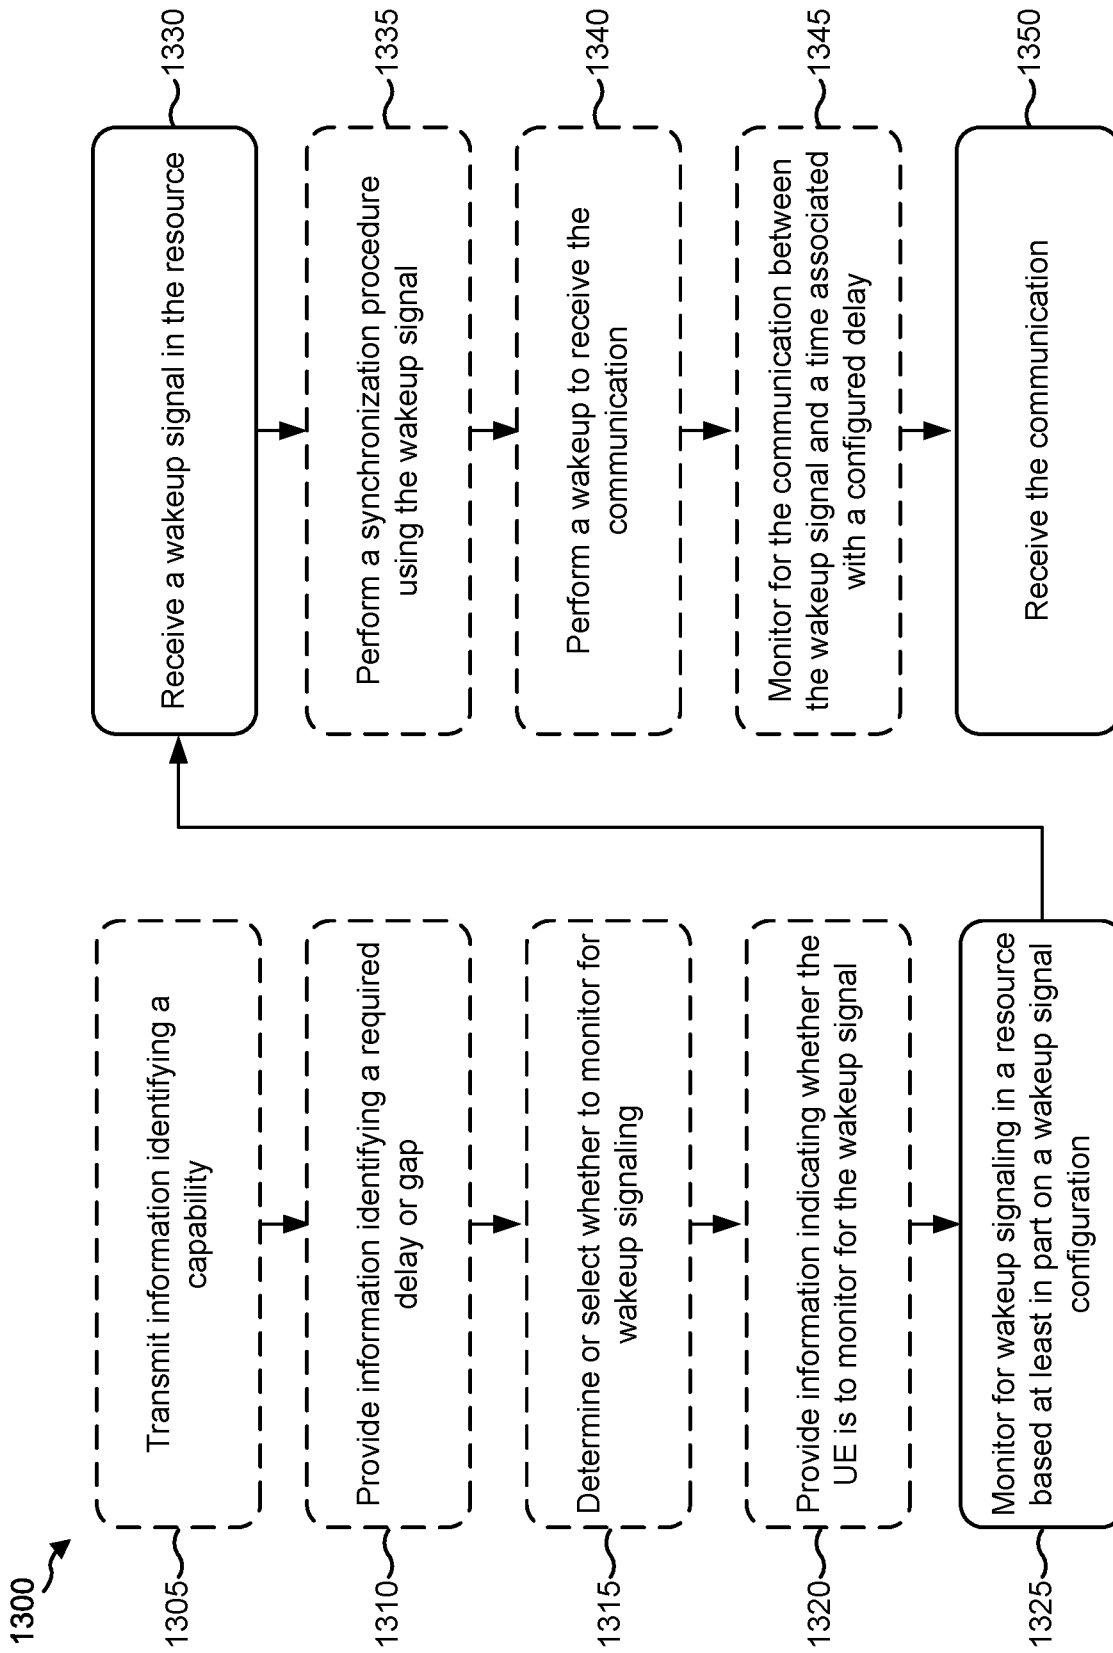 1300
1305
Transmit information identifying a
capability
1310
Provide information identifying a required
delay or gap
1315
Determine or select whether to monitor for
wakeup signaling
1320
Provide information indicating whether the
UE is to monitor for the wakeup signal
1325
Monitor for wakeup signaling in a resource
based at least in part on a wakeup signal
configuration
1330
Receive a wakeup signal in the resource
1335
Perform a synchronization procedure
using the wakeup signal
1340
Perform a wakeup to receive the
communication
1345
Monitor for the communication between
the wakeup signal and a time associated
with a configured delay
1350
Receive the communication